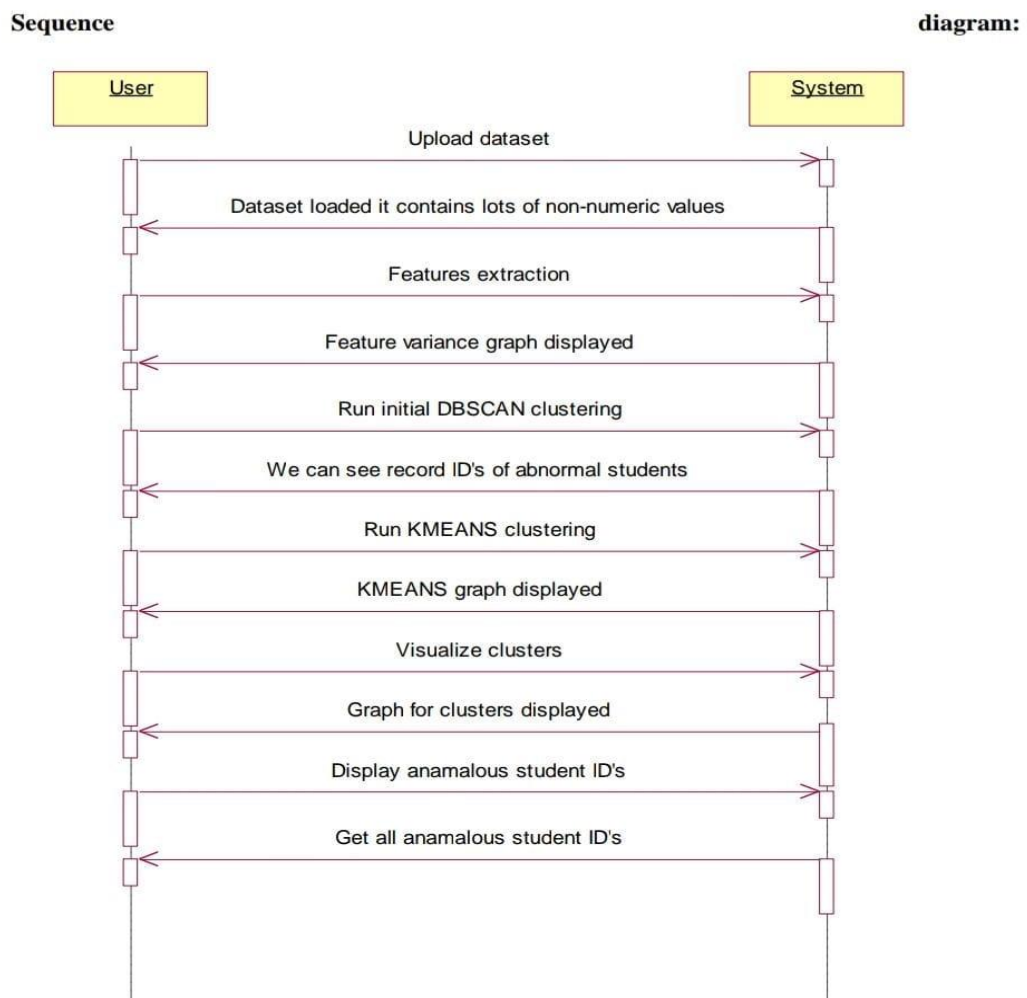 Sequence diagram:
User System
Upload dataset
Dataset loaded it contains lots of non-numeric values
Features extraction
Feature variance graph displayed
Run initial DBSCAN clustering
We can see record ID's of abnormal students
Run KMEANS clustering
KMEANS graph displayed
Visualize clusters
Graph for clusters displayed
Display anamalous student ID's
Get all anamalous student ID's